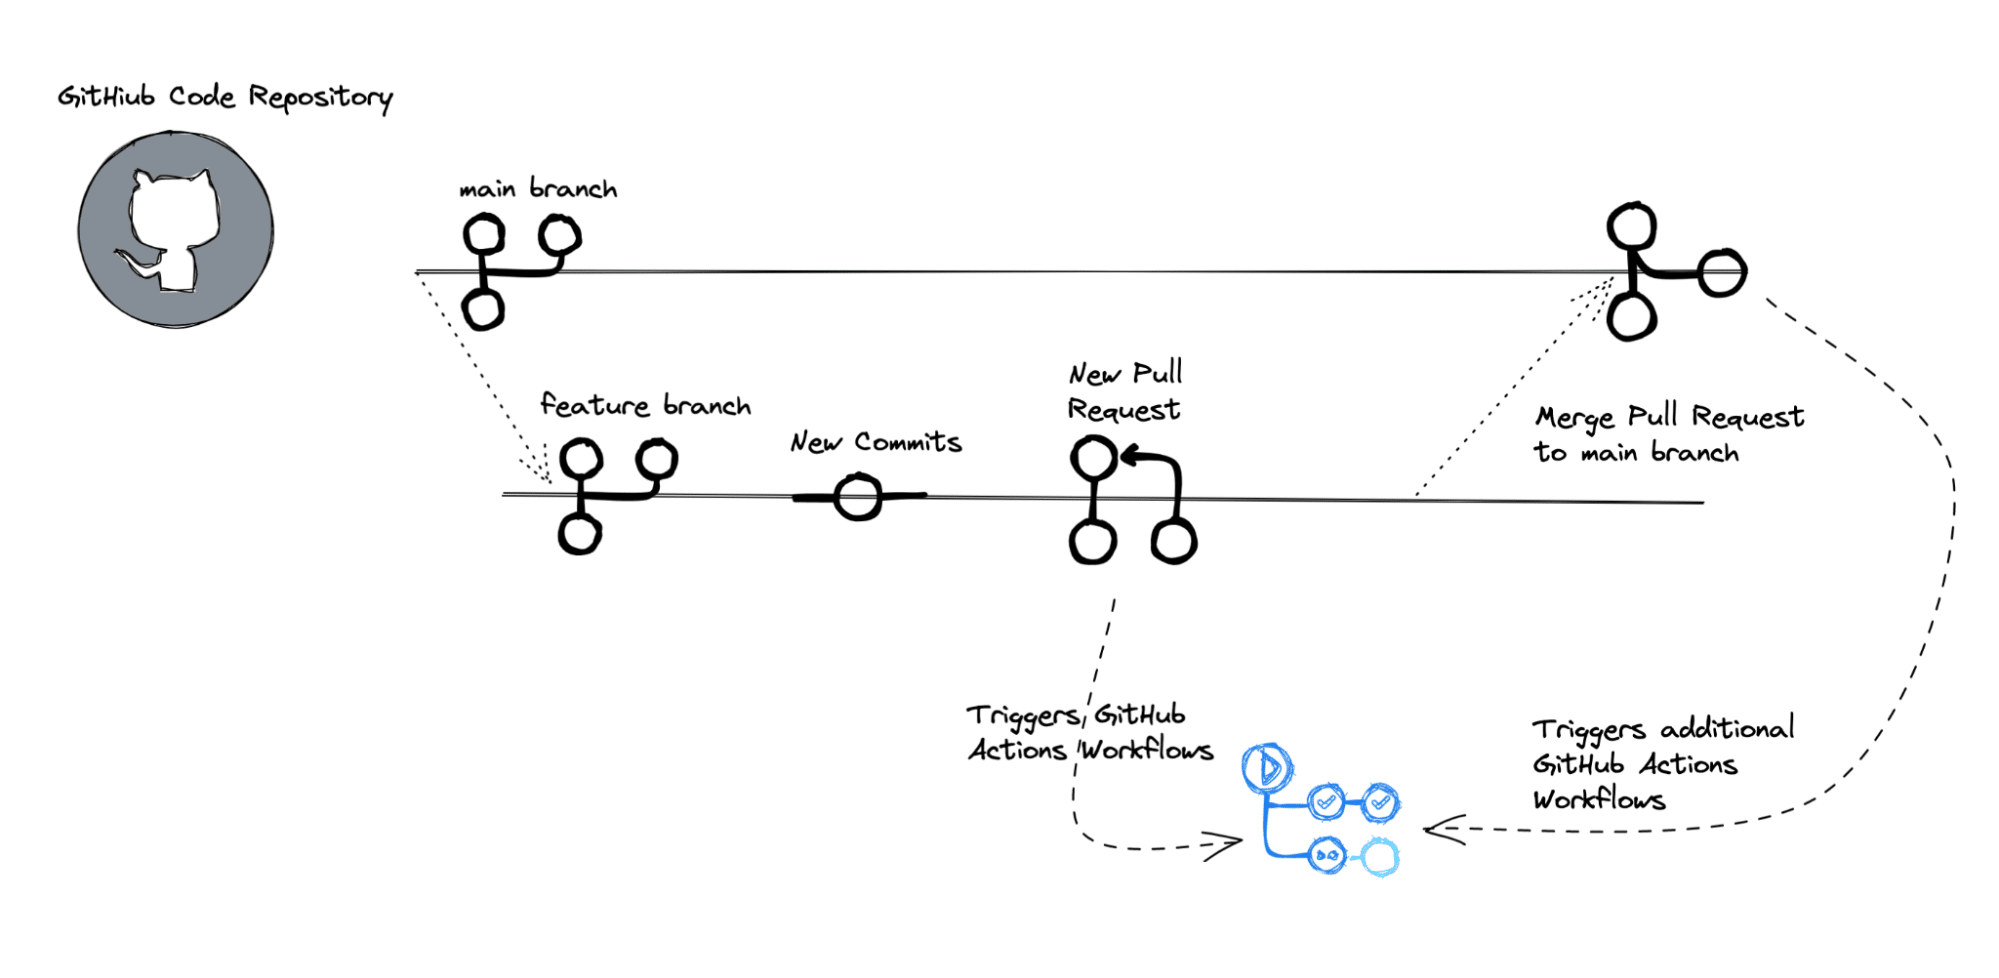 GitHiub Code Repository
main branch
feature branch
New Commits
New Pull
Request
Merge Pull Request
to main branch
Triggers GitHub
Actions Workflows
Triggers additional
GitHub Actions
Workflows